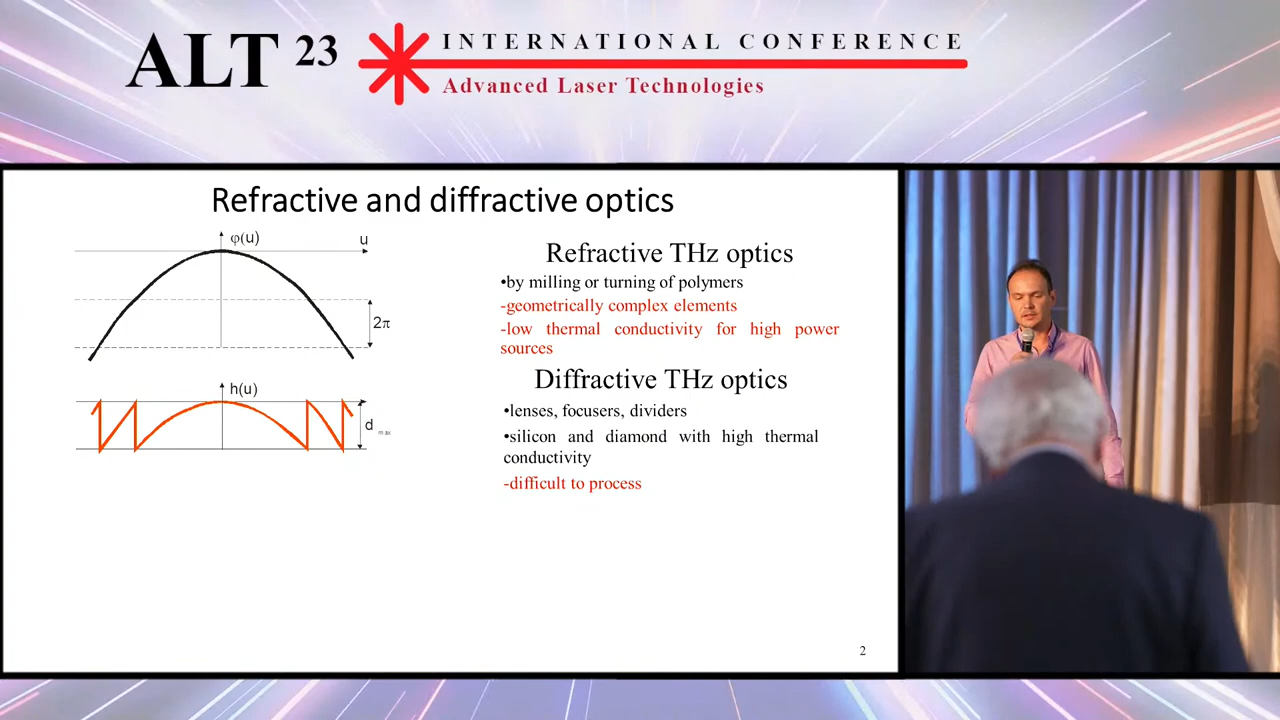 ALT 23
INTERNATIONAL CONFERENCE
Advanced Laser Technologies
Refractive and diffractive optics
φ(u)
u
2π
h(u)
d max
Refractive THz optics
•by milling or turning of polymers
-geometrically complex elements
-low thermal conductivity for high power
sources
Diffractive THz optics
•lenses, focusers, dividers
•silicon and diamond with high thermal
conductivity
-difficult to process
2